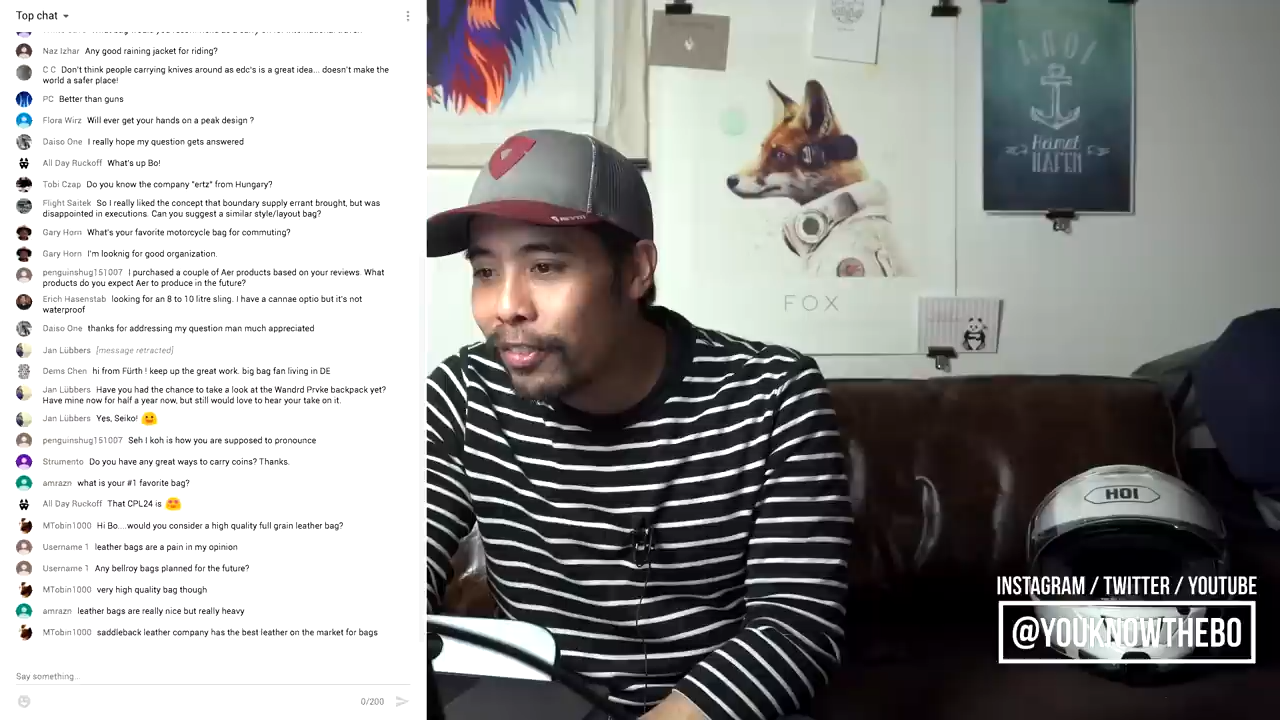 Top chat
Naz Izhar Any good raining jacket for riding?
C C Don't think people carrying knives around as edc's is a great idea... doesn't make the
world a safer place!
PC Better than guns
Flora Wirz Will ever get your hands on a peak design ?
Daiso One I really hope my question gets answered
All Day Ruckoff What's up Bo!
Tobi Czap Do you know the company "ertz" from Hungary?
Flight Saitek So I really liked the concept that boundary supply errant brought, but was
disappointed in executions. Can you suggest a similar style/layout bag?
Gary Horn What's your favorite motorcycle bag for commuting?
Gary Horn I'm looknig for good organization.
penguinshug151007 I purchased a couple of Aer products based on your reviews. What
products do you expect Aer to produce in the future?
Erich Hasenstab looking for an 8 to 10 litre sling. I have a cannae optio but it's not
waterproof
Daiso One thanks for addressing my question man much appreciated
Jan Lübbers [message retracted]
Dems Chen hi from Fürth ! keep up the great work. big bag fan living in DE
Jan Lübbers Have you had the chance to take a look at the Wandrd Prvke backpack yet?
Have mine now for half a year now, but still would love to hear your take on it.
Jan Lübbers Yes, Seiko!
penguinshug151007 Seh I koh is how you are supposed to pronounce
Strumento Do you have any great ways to carry coins? Thanks.
amrazn what is your #1 favorite bag?
All Day Ruckoff That CPL24 is
MTobin1000 Hi Bo....would you consider a high quality full grain leather bag?
Username 1 leather bags are a pain in my opinion
Username 1 Any bellroy bags planned for the future?
MTobin1000 very high quality bag though
amrazn leather bags are really nice but really heavy
MTobin1000 saddleback leather company has the best leather on the market for bags
Say something...
0/200
FOX
AHOI
Heimat
HAFEN
INSTAGRAM / TWITTER / YOUTUBE
@YOUKNOWTHEBO